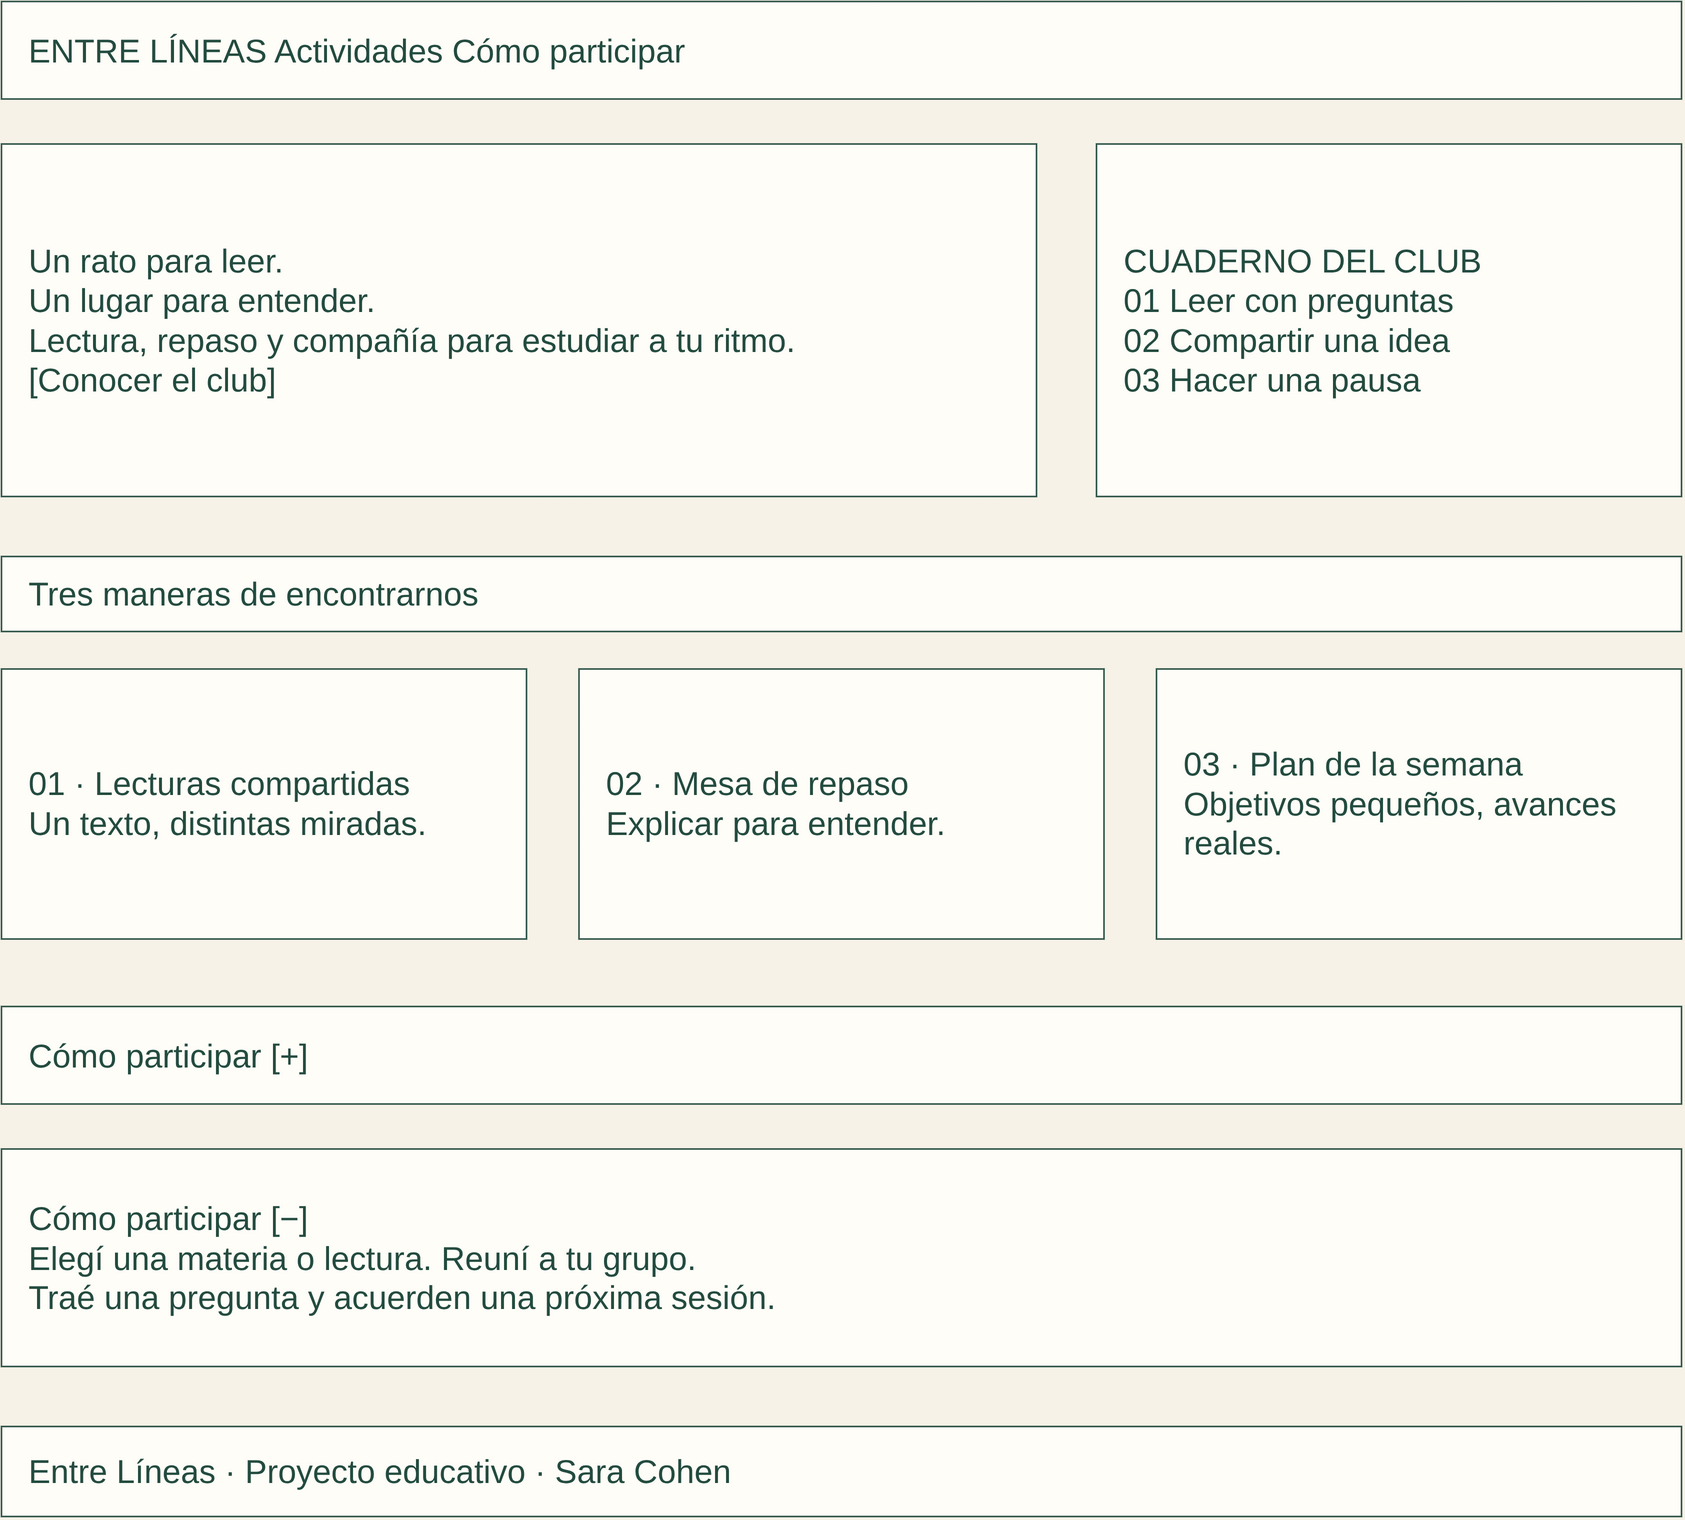 ENTRE LÍNEAS Actividades Cómo participar
Un rato para leer.
Un lugar para entender.
Lectura, repaso y compañía para estudiar a tu ritmo.
[Conocer el club]
CUADERNO DEL CLUB
01 Leer con preguntas
02 Compartir una idea
03 Hacer una pausa
Tres maneras de encontrarnos
01 · Lecturas compartidas
Un texto, distintas miradas.
02 · Mesa de repaso
Explicar para entender.
03 · Plan de la semana
Objetivos pequeños, avances
reales.
Cómo participar [+]
Cómo participar [−]
Elegí una materia o lectura. Reuní a tu grupo.
Traé una pregunta y acuerden una próxima sesión.
Entre Líneas · Proyecto educativo · Sara Cohen